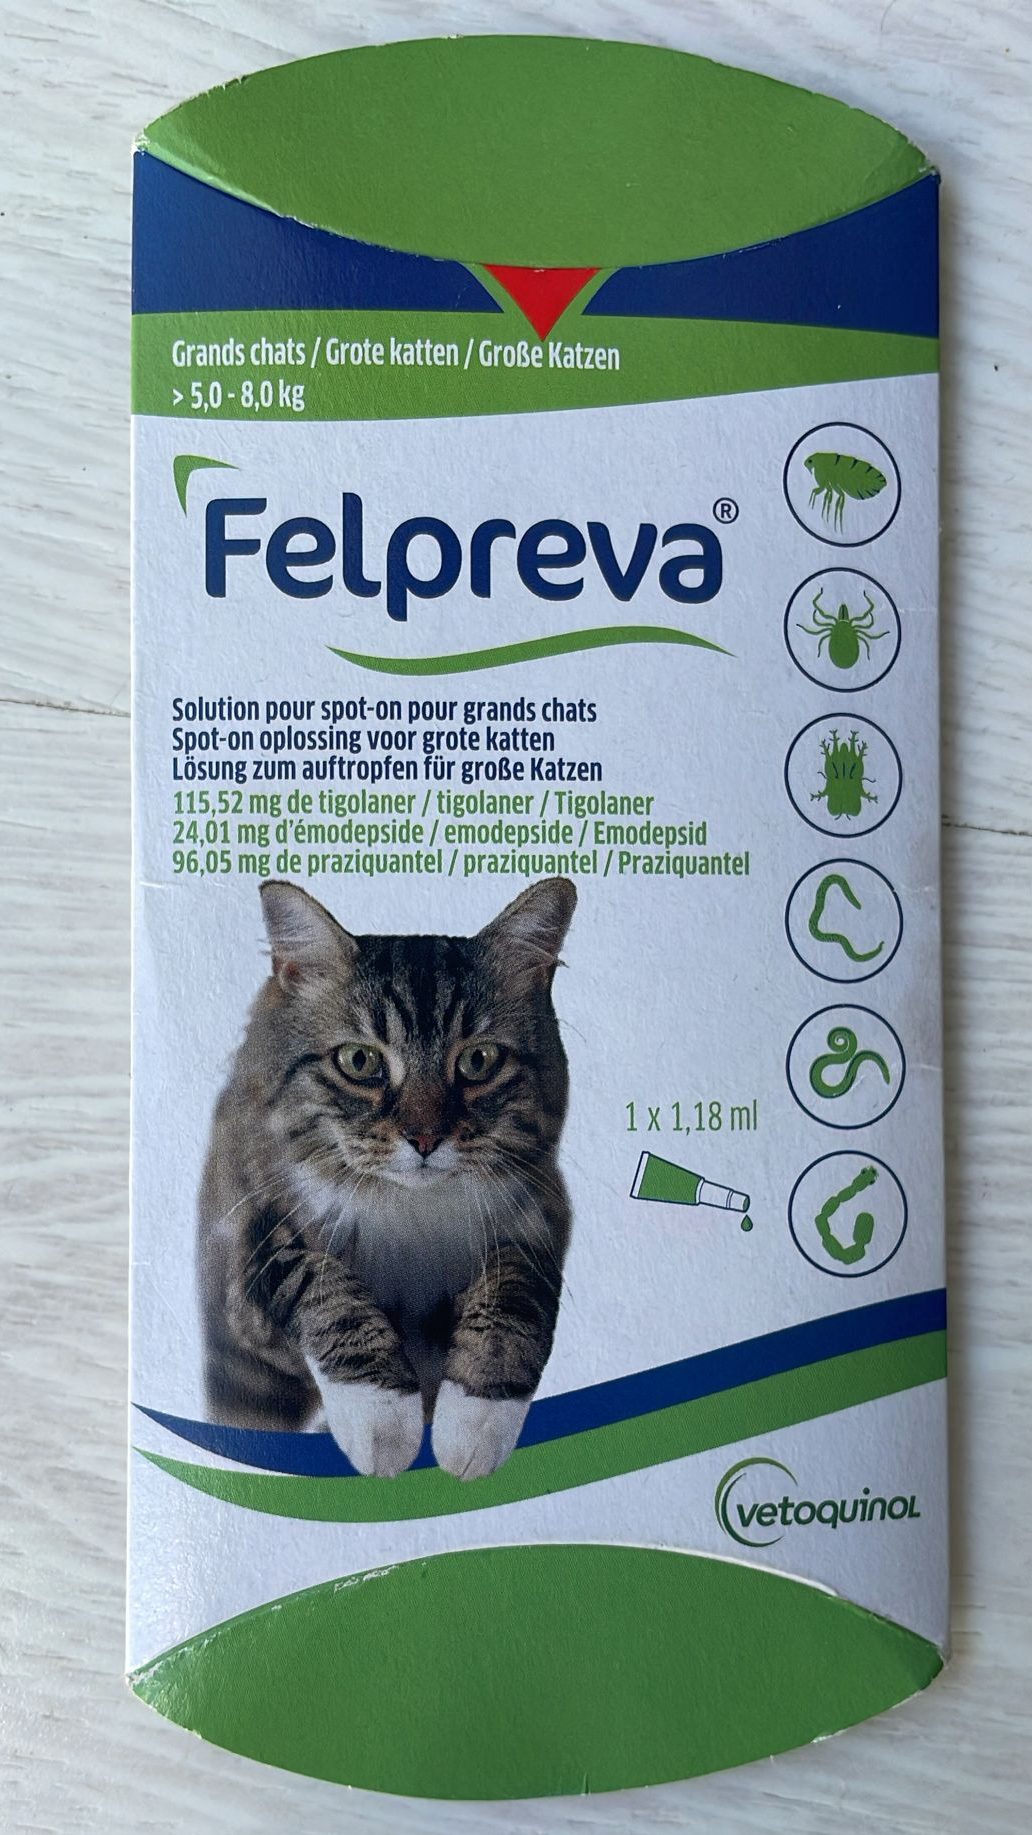 Grands chats / Grote katten / Große Katzen
> 5,0 - 8,0 kg
Felpreva®
Solution pour spot-on pour grands chats
Spot-on oplossing voor grote katten
Lösung zum auftropfen für große Katzen
115,52 mg de tigolaner / tigolaner / Tigolaner
24,01 mg d'émodepside / emodepside / Emodepsid
96,05 mg de praziquantel / praziquantel / Praziquantel
1 x 1,18 ml
vetoquinol